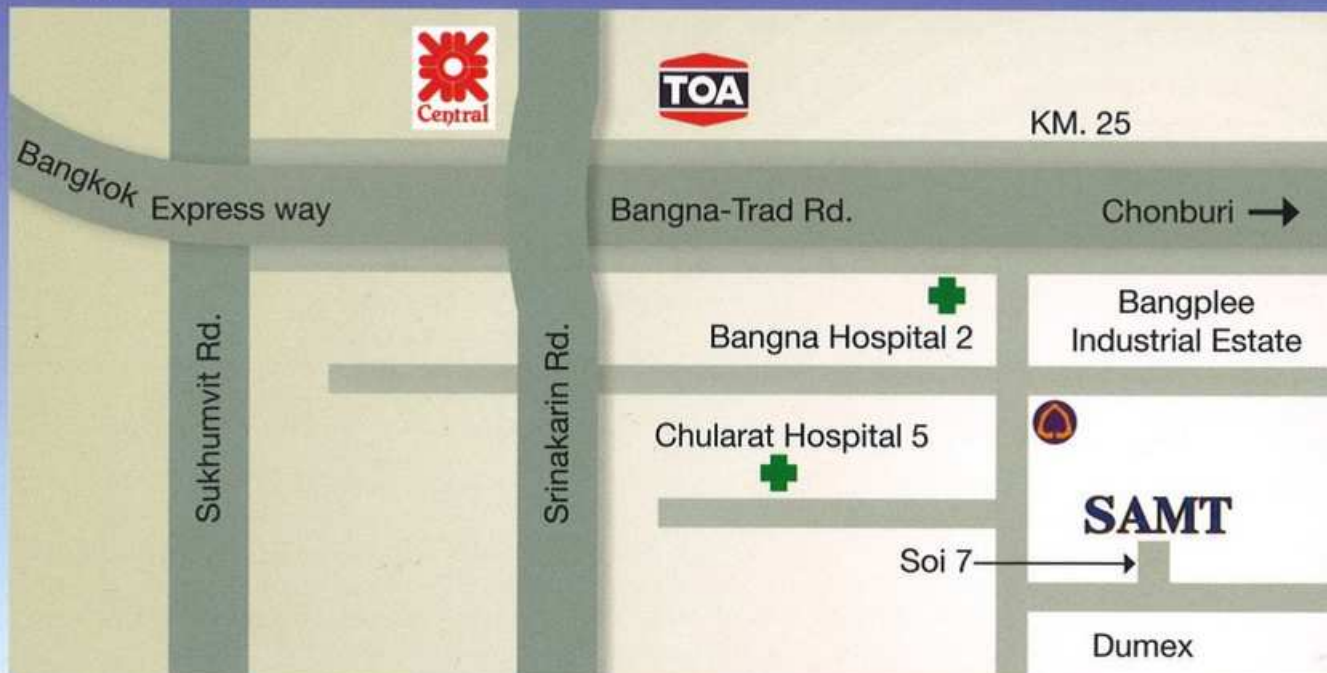 Central
TOA
KM. 25
Bangkok Express way
Bangna-Trad Rd.
Chonburi
Bangplee
Industrial Estate
Bangna Hospital 2
Sukhumvit Rd.
Srinakarin Rd.
Chularat Hospital 5
SAMT
Soi 7
Dumex